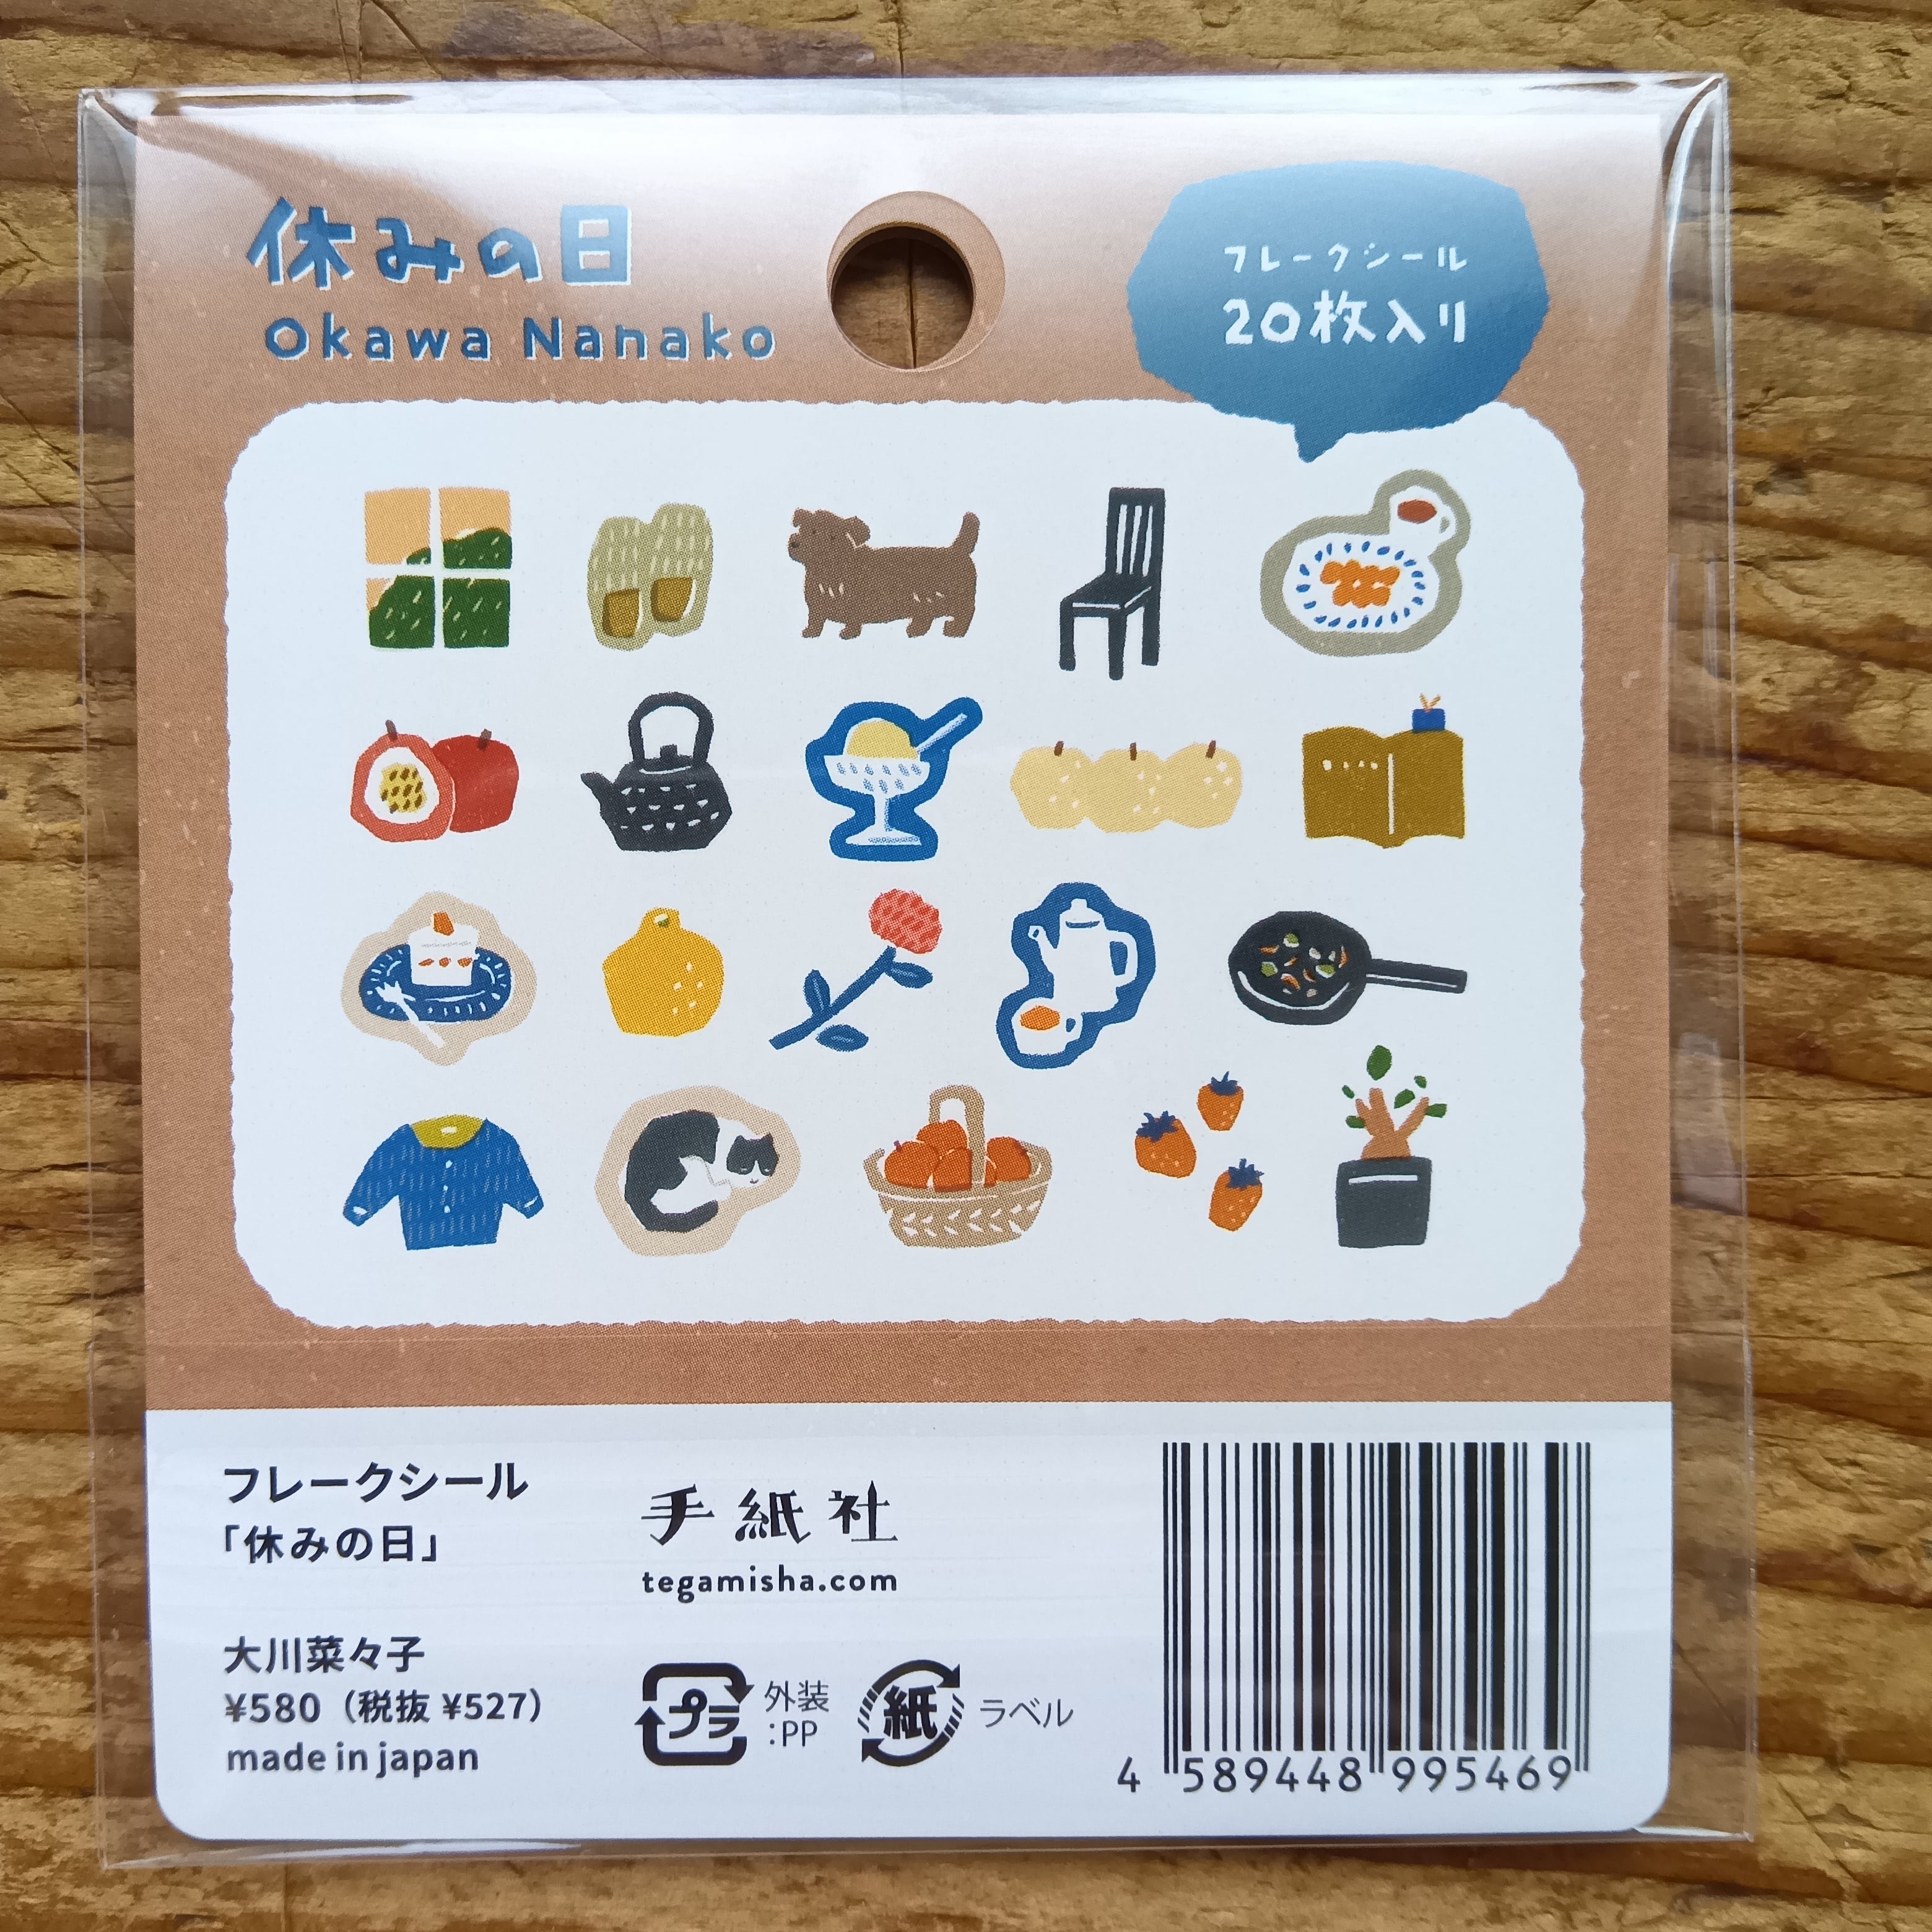 休みの日
Okawa Nanako
フレークシール
20枚入り
フレークシール
「休みの日」
大川菜々子
¥580（税抜 ¥527）
made in japan
手紙社
tegamisha.com
プラ
外装
:PP
紙
ラベル
4 589448 995469